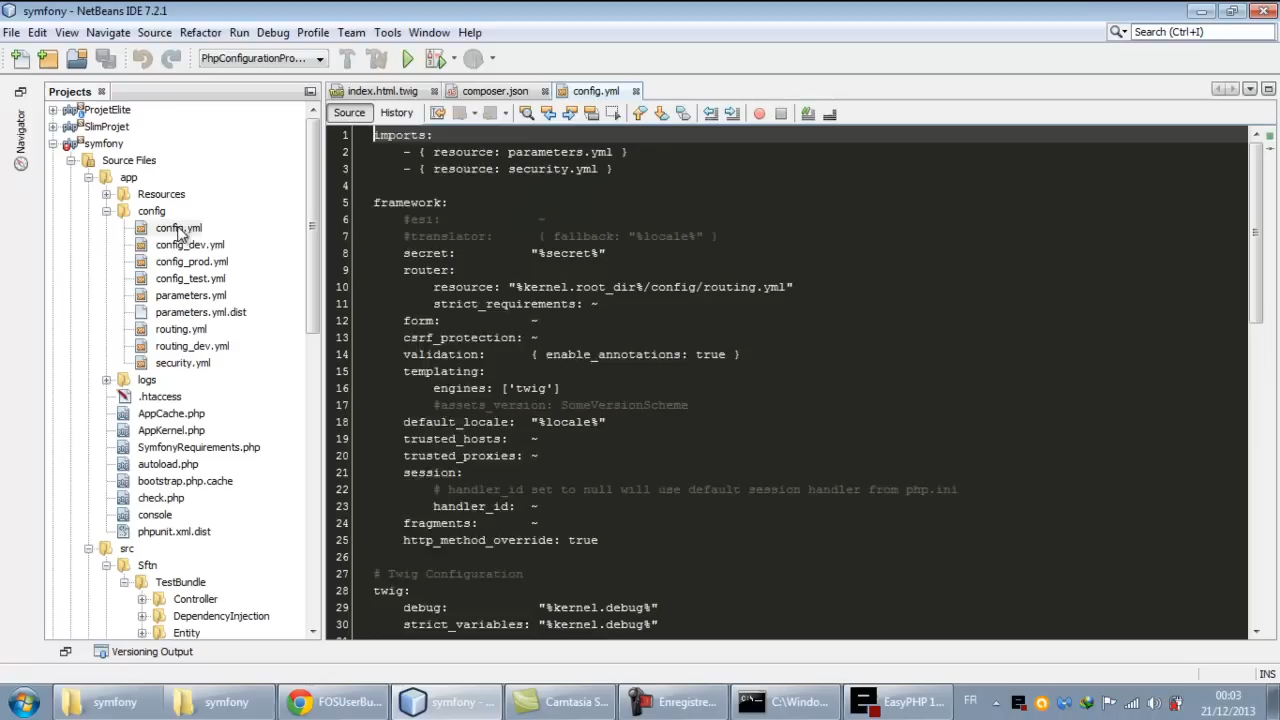 symfony - NetBeans IDE 7.2.1
File Edit View Navigate Source Refactor Run Debug Profile Team Tools Window Help
Search (Ctrl+I)
PhpConfigurationPro...
Projects
index.html.twig
composer.json
config.yml
Source
History
Navigator
ProjetElite
SlimProjet
symfony
Source Files
app
Resources
config
config.yml
config_dev.yml
config_prod.yml
config_test.yml
parameters.yml
parameters.yml.dist
routing.yml
routing_dev.yml
security.yml
logs
.htaccess
AppCache.php
AppKernel.php
SymfonyRequirements.php
autoload.php
bootstrap.php.cache
check.php
console
phpunit.xml.dist
src
Sftn
TestBundle
Controller
DependencyInjection
Entity
1 imports:
2 - { resource: parameters.yml }
3 - { resource: security.yml }
4
5 framework:
6 #esi: ~
7 #translator: { fallback: "%locale%" }
8 secret: "%secret%"
9 router:
10 resource: "%kernel.root_dir%/config/routing.yml"
11 strict_requirements: ~
12 form: ~
13 csrf_protection: ~
14 validation: { enable_annotations: true }
15 templating:
16 engines: ['twig']
17 #assets_version: SomeVersionScheme
18 default_locale: "%locale%"
19 trusted_hosts: ~
20 trusted_proxies: ~
21 session:
22 # handler_id set to null will use default session handler from php.ini
23 handler_id: ~
24 fragments: ~
25 http_method_override: true
26
27 # Twig Configuration
28 twig:
29 debug: "%kernel.debug%"
30 strict_variables: "%kernel.debug%"
Versioning Output
INS
symfony
symfony
FOSUserBu...
symfony - ...
Camtasia S...
Enregistre...
C:\Windo...
EasyPHP 1...
FR
00:03
21/12/2013